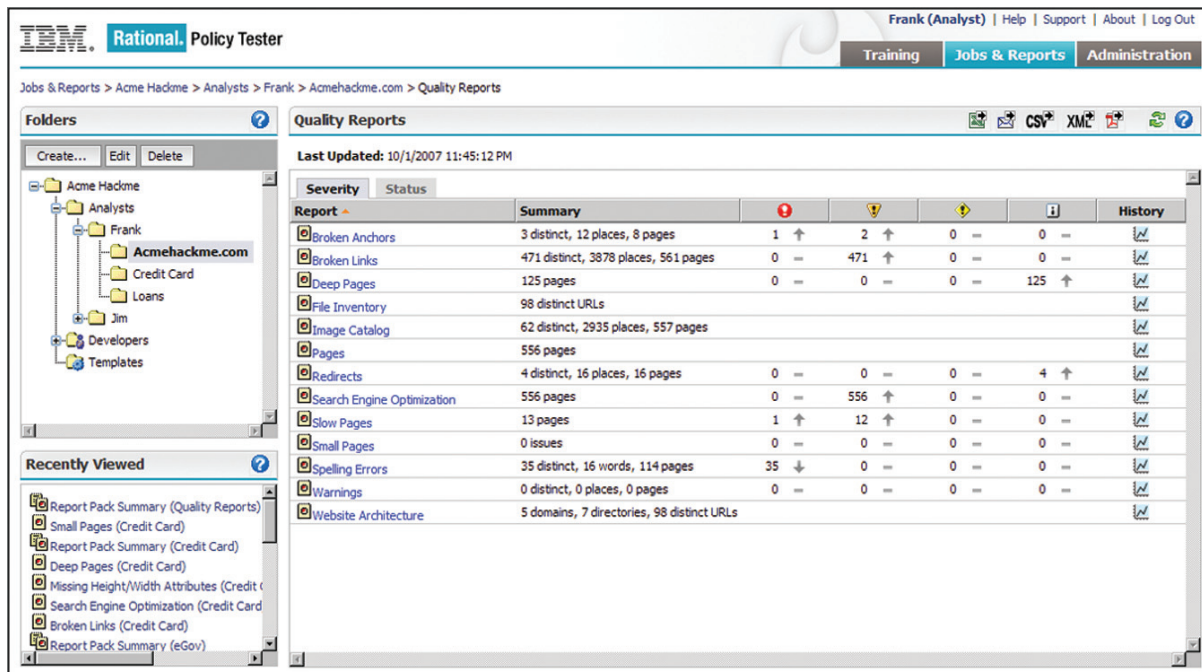 Frank (Analyst) | Help | Support | About | Log Out
IBM. Rational. Policy Tester
Training Jobs & Reports Administration
Jobs & Reports > Acme Hackme > Analysts > Frank > Acmehackme.com > Quality Reports
Folders ?
Create... Edit Delete
Acme Hackme
Analysts
Frank
Acmehackme.com
Credit Card
Loans
Jim
Developers
Templates
Recently Viewed ?
Report Pack Summary (Quality Reports)
Small Pages (Credit Card)
Report Pack Summary (Credit Card)
Deep Pages (Credit Card)
Missing Height/Width Attributes (Credit
Search Engine Optimization (Credit Card
Broken Links (Credit Card)
Report Pack Summary (eGov)
Quality Reports CSV XML ?
Last Updated: 10/1/2007 11:45:12 PM
Severity Status
Report Summary History
Broken Anchors 3 distinct, 12 places, 8 pages 1 2 0 0
Broken Links 471 distinct, 3878 places, 561 pages 0 471 0 0
Deep Pages 125 pages 0 0 0 125
File Inventory 98 distinct URLs
Image Catalog 62 distinct, 2935 places, 557 pages
Pages 556 pages
Redirects 4 distinct, 16 places, 16 pages 0 0 0 4
Search Engine Optimization 556 pages 0 556 0 0
Slow Pages 13 pages 1 12 0 0
Small Pages 0 issues 0 0 0 0
Spelling Errors 35 distinct, 16 words, 114 pages 35 0 0 0
Warnings 0 distinct, 0 places, 0 pages 0 0 0 0
Website Architecture 5 domains, 7 directories, 98 distinct URLs